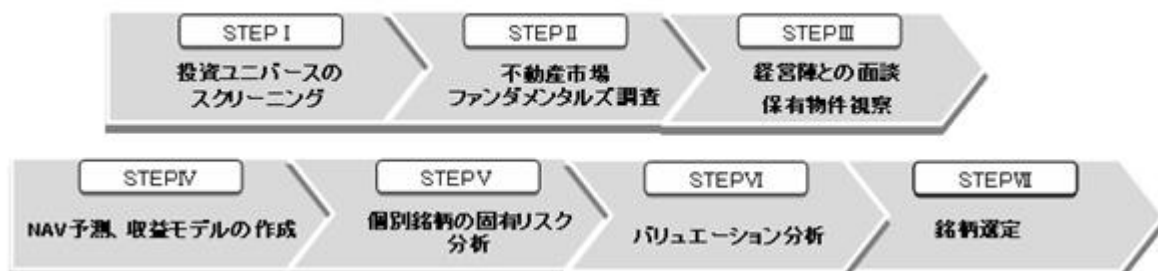 STEPⅠ
投資ユニバースの
スクリーニング
STEPⅡ
不動産市場
ファンダメンタルズ調査
STEPⅢ
経営陣との面談
保有物件視察
STEPⅣ
NAV予測、収益モデルの作成
STEPⅤ
個別銘柄の固有リスク
分析
STEPⅥ
バリュエーション分析
STEPⅦ
銘柄選定